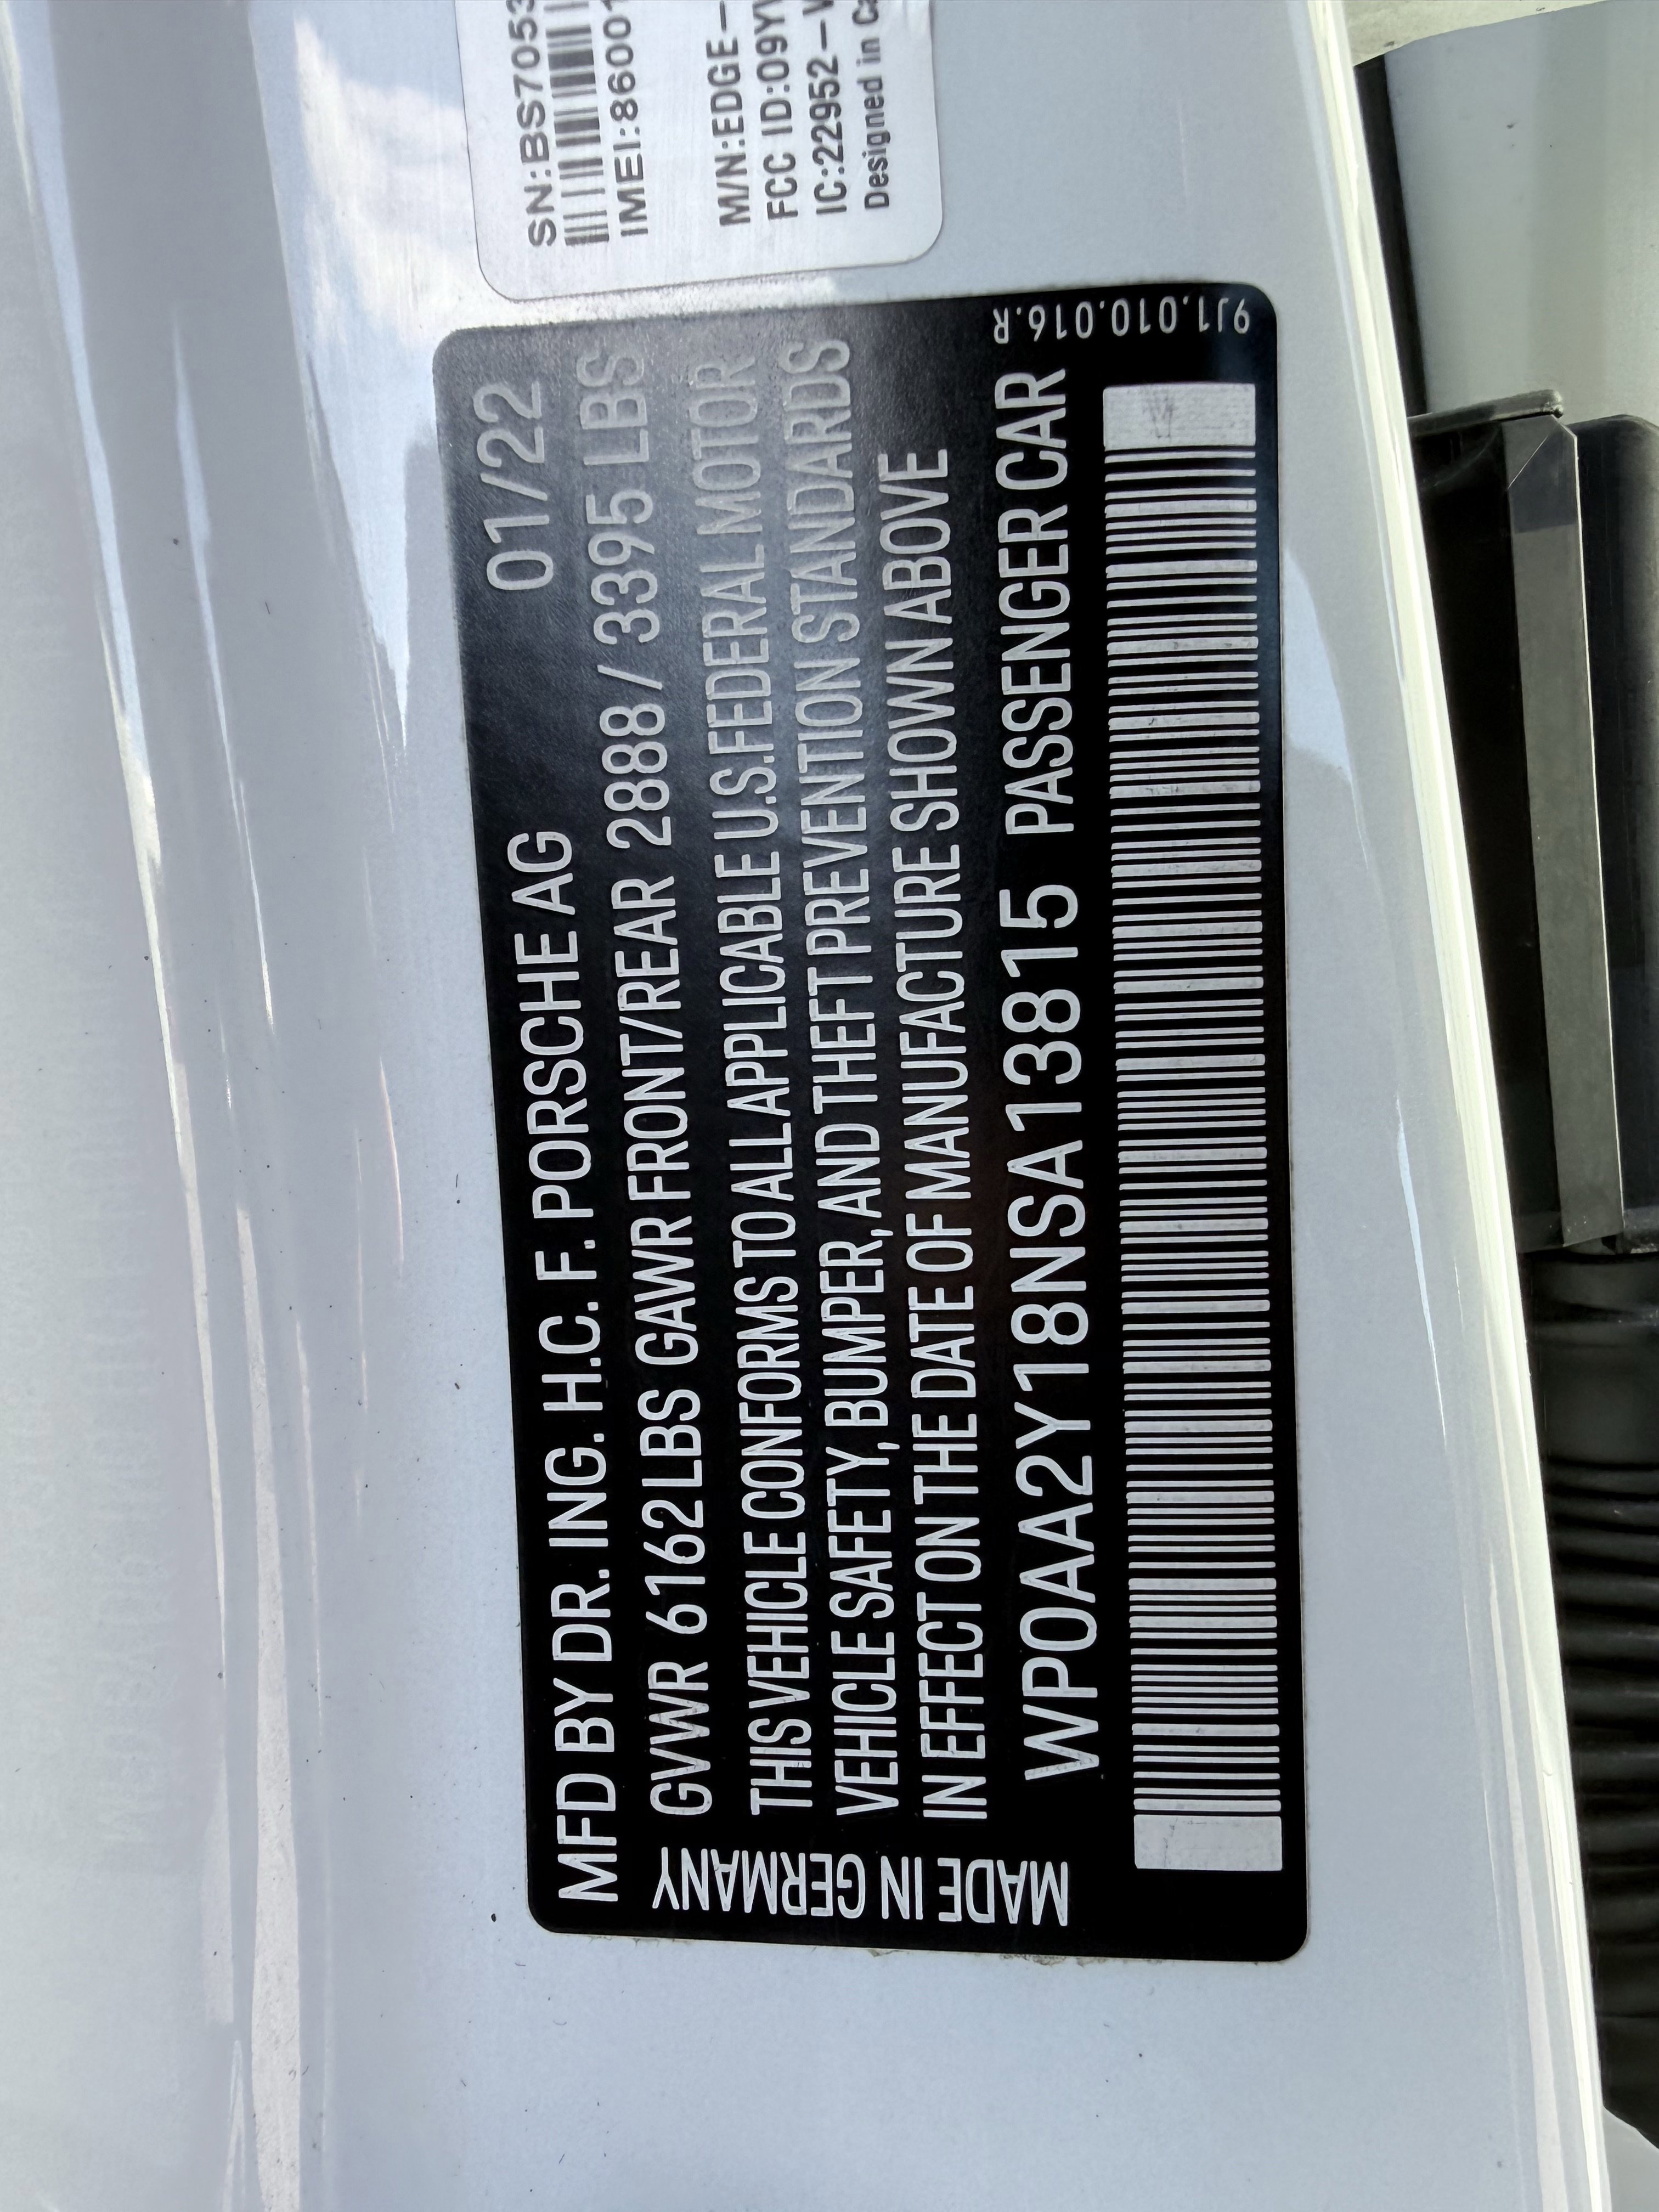 SN:BS7053
IMEI:86001
M/N:EDGE-
FCC ID:O9Y
IC:22952-
Designed in Ca
MFD BY DR. ING. H.C. F. PORSCHE AG 01/22
GVWR 6162LBS GAWR FRONT/REAR 2888 / 3395 LBS
THIS VEHICLE CONFORMS TO ALL APPLICABLE U.S.FEDERAL MOTOR
VEHICLE SAFETY, BUMPER, AND THEFT PREVENTION STANDARDS
IN EFFECT ON THE DATE OF MANUFACTURE SHOWN ABOVE
WP0AA2Y18NSA13815 PASSENGER CAR
MADE IN GERMANY
9J1.010.016.R